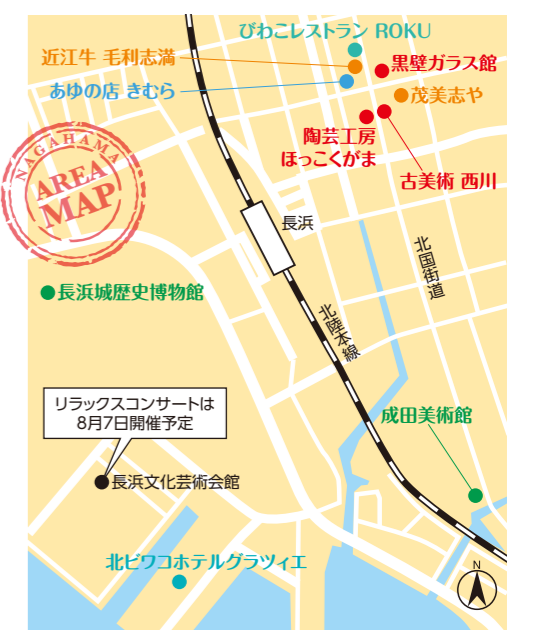 びわこレストラン ROKU
近江牛 毛利志満
黒壁ガラス館
あゆの店 きむら
茂美志や
陶芸工房
ほっこくがま
古美術 西川
NAGAHAMA
AREA
MAP
長浜
北国街道
長浜城歴史博物館
北陸本線
リラックスコンサートは
8月7日開催予定
成田美術館
長浜文化芸術会館
北ビワコホテルグラツィエ
N